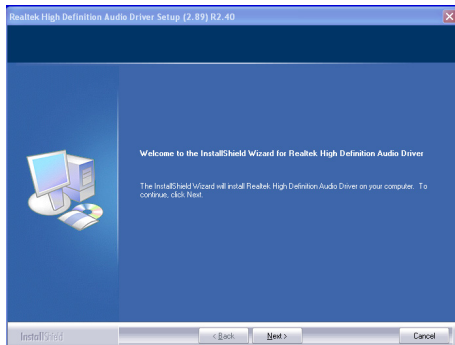 Realtek High Definition Audio Driver Setup (2.89) R2.40
Welcome to the InstallShield Wizard for Realtek High Definition Audio Driver
The InstallShield Wizard will install Realtek High Definition Audio Driver on your computer. To
continue, click Next.
InstallShield
< Back Next > Cancel